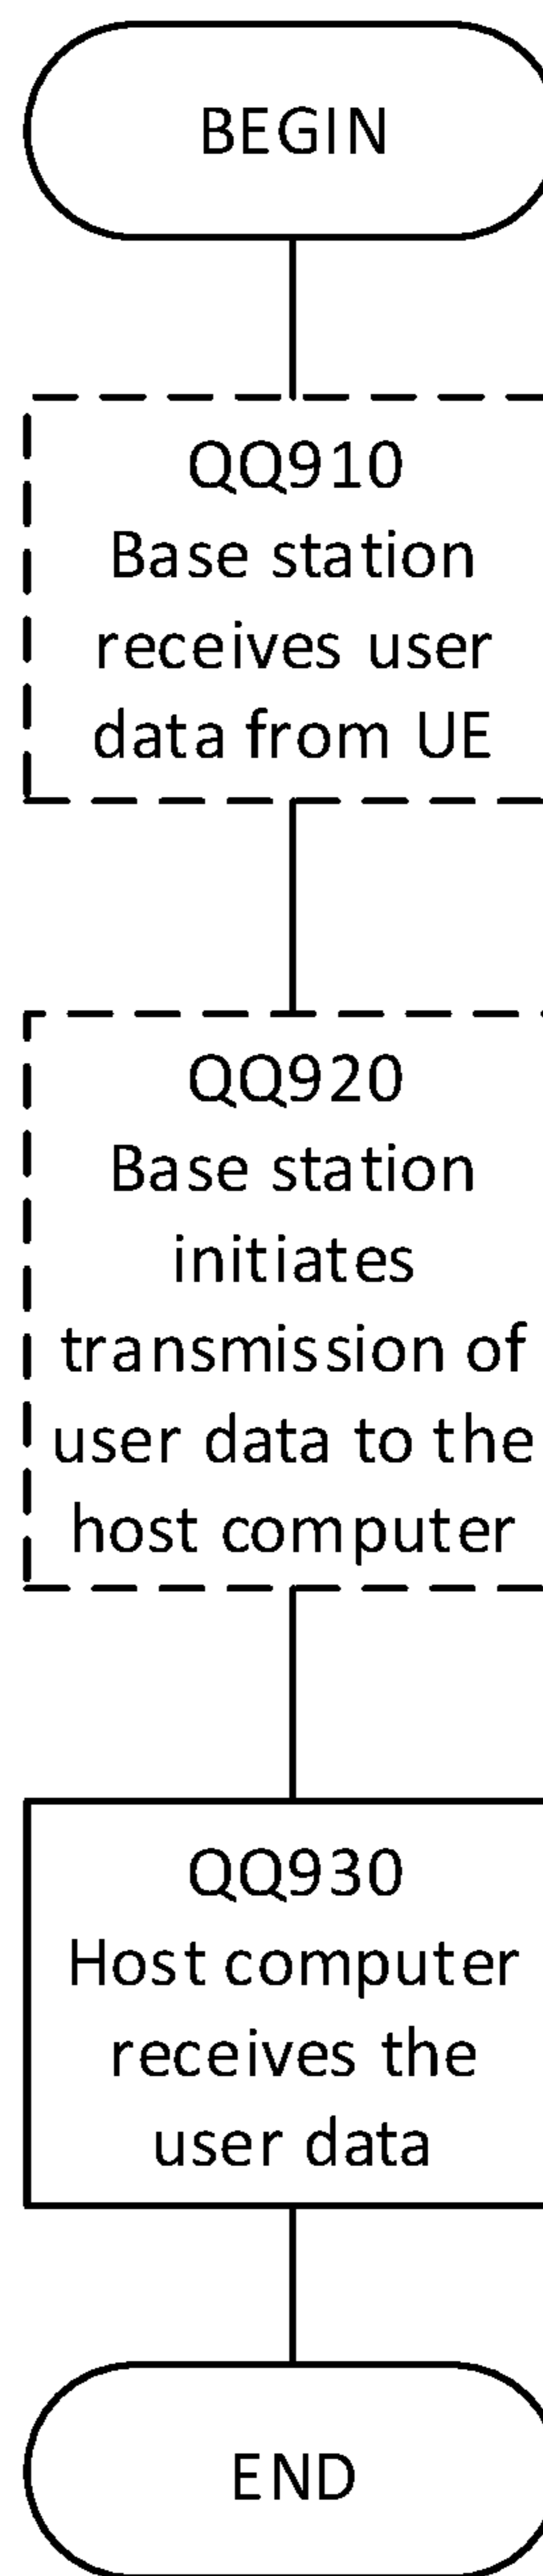 BEGIN
QQ910
Base station
receives user
data from UE
QQ920
Base station
initiates
transmission of
user data to the
host computer
QQ930
Host computer
receives the
user data
END